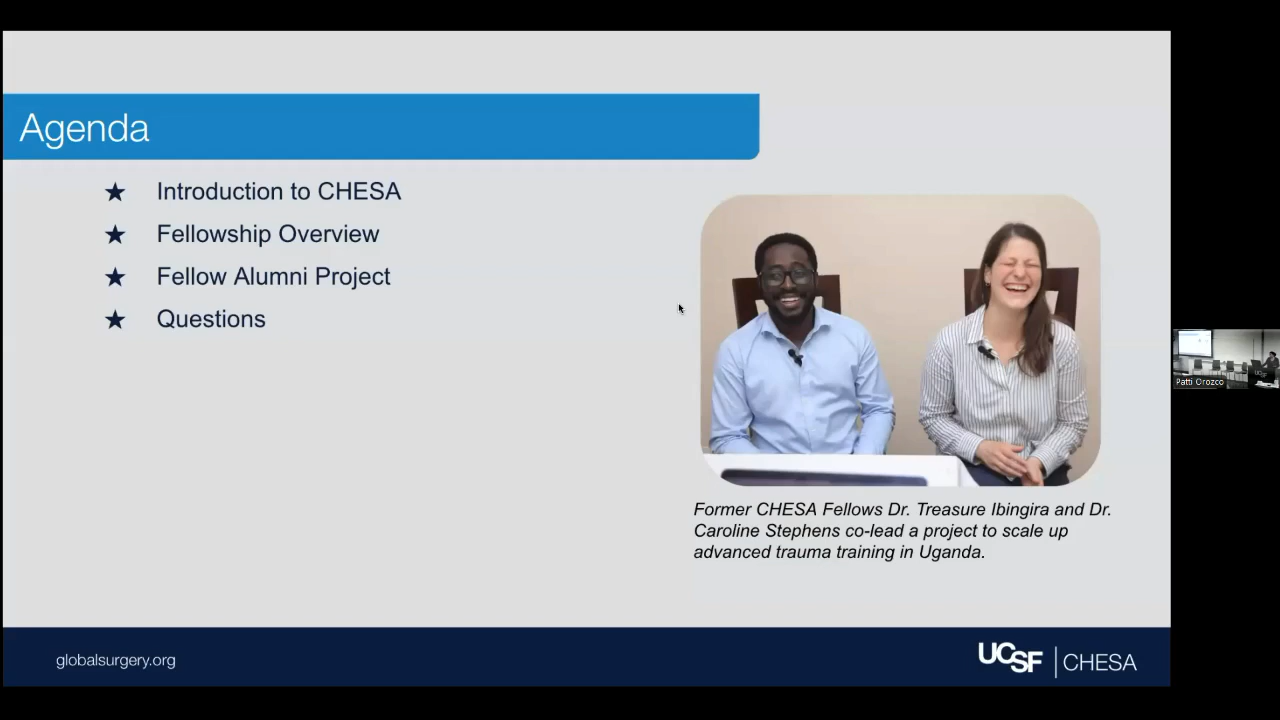 Agenda
★ Introduction to CHESA
★ Fellowship Overview
★ Fellow Alumni Project
★ Questions
Former CHESA Fellows Dr. Treasure Ibingira and Dr.
Caroline Stephens co-lead a project to scale up
advanced trauma training in Uganda.
Patti Orozco
UCSF
globalsurgery.org
UCSF | CHESA